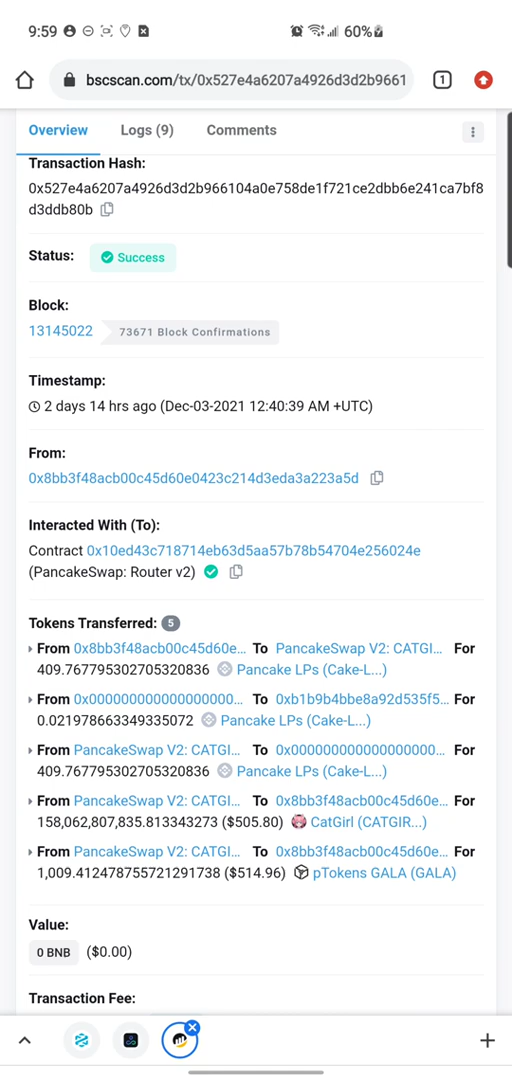 9:59
60%
bscscan.com/tx/0x527e4a6207a4926d3d2b9661
1
Overview
Logs (9)
Comments
Transaction Hash:
0x527e4a6207a4926d3d2b966104a0e758de1f721ce2dbb6e241ca7bf8
d3ddb80b
Status:
Success
Block:
13145022
73671 Block Confirmations
Timestamp:
2 days 14 hrs ago (Dec-03-2021 12:40:39 AM +UTC)
From:
0x8bb3f48acb00c45d60e0423c214d3eda3a223a5d
Interacted With (To):
Contract 0x10ed43c718714eb63d5aa57b78b54704e256024e
(PancakeSwap: Router v2)
Tokens Transferred: 5
From 0x8bb3f48acb00c45d60e... To PancakeSwap V2: CATGI... For
409.767795302705320836 Pancake LPs (Cake-L...)
From 0x000000000000000000... To 0xb1b9b4bbe8a92d535f5... For
0.021978663349335072 Pancake LPs (Cake-L...)
From PancakeSwap V2: CATGI... To 0x000000000000000000... For
409.767795302705320836 Pancake LPs (Cake-L...)
From PancakeSwap V2: CATGI... To 0x8bb3f48acb00c45d60e... For
158,062,807,835.813343273 ($505.80) CatGirl (CATGIR...)
From PancakeSwap V2: CATGI... To 0x8bb3f48acb00c45d60e... For
1,009.412478755721291738 ($514.96) pTokens GALA (GALA)
Value:
0 BNB ($0.00)
Transaction Fee: